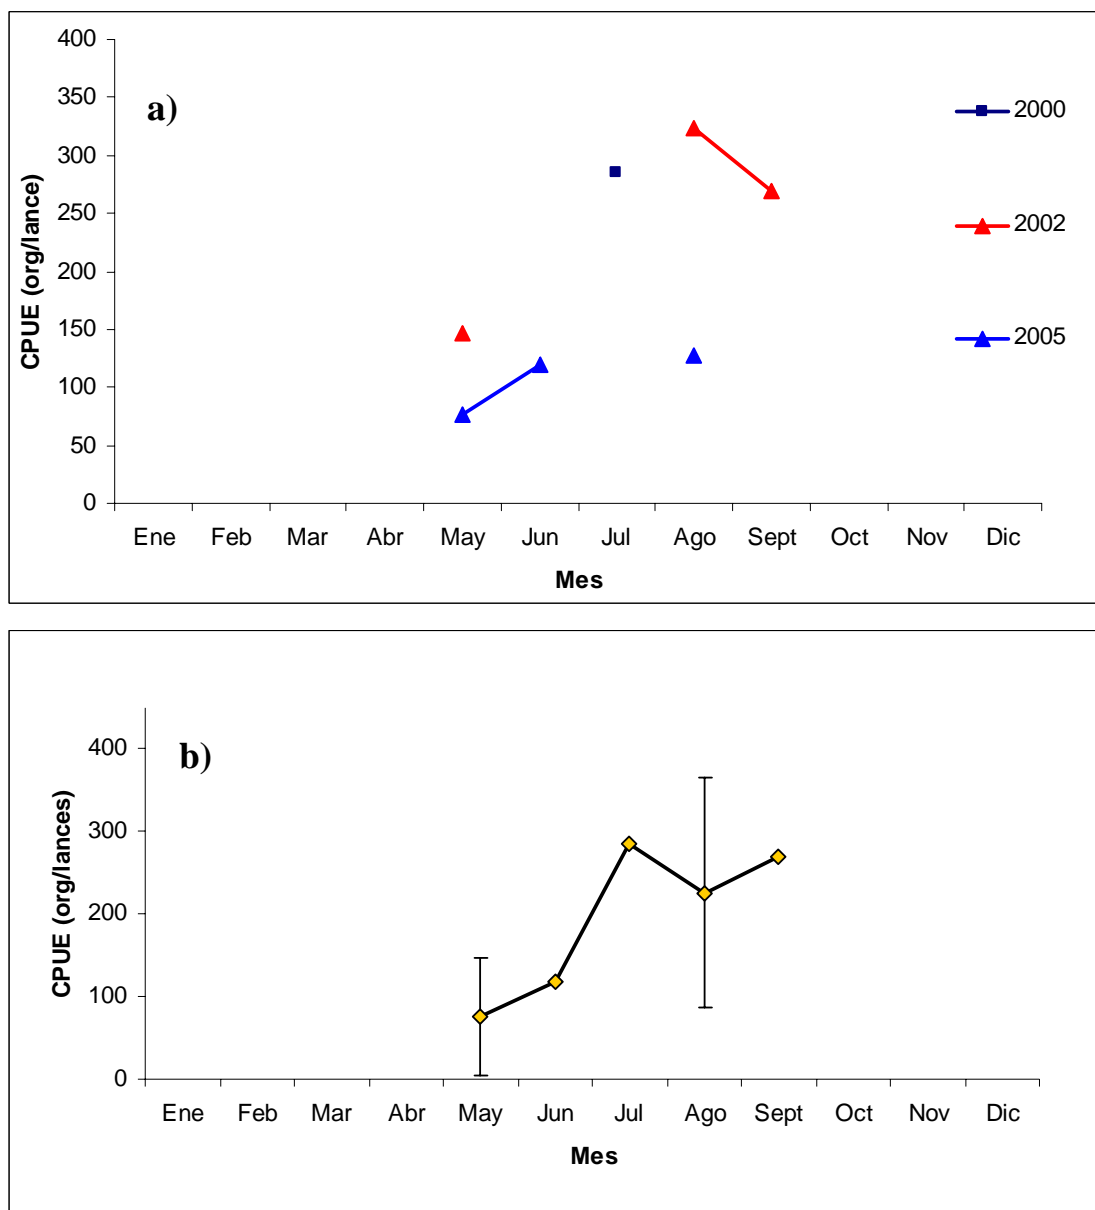 400
350
300
250
200
150
100
50
0
CPUE (org/lance)
a)
2000
2002
2005
Ene Feb Mar Abr May Jun Jul Ago Sept Oct Nov Dic
Mes
400
300
200
100
0
CPUE (org/lances)
b)
Ene Feb Mar Abr May Jun Jul Ago Sept Oct Nov Dic
Mes